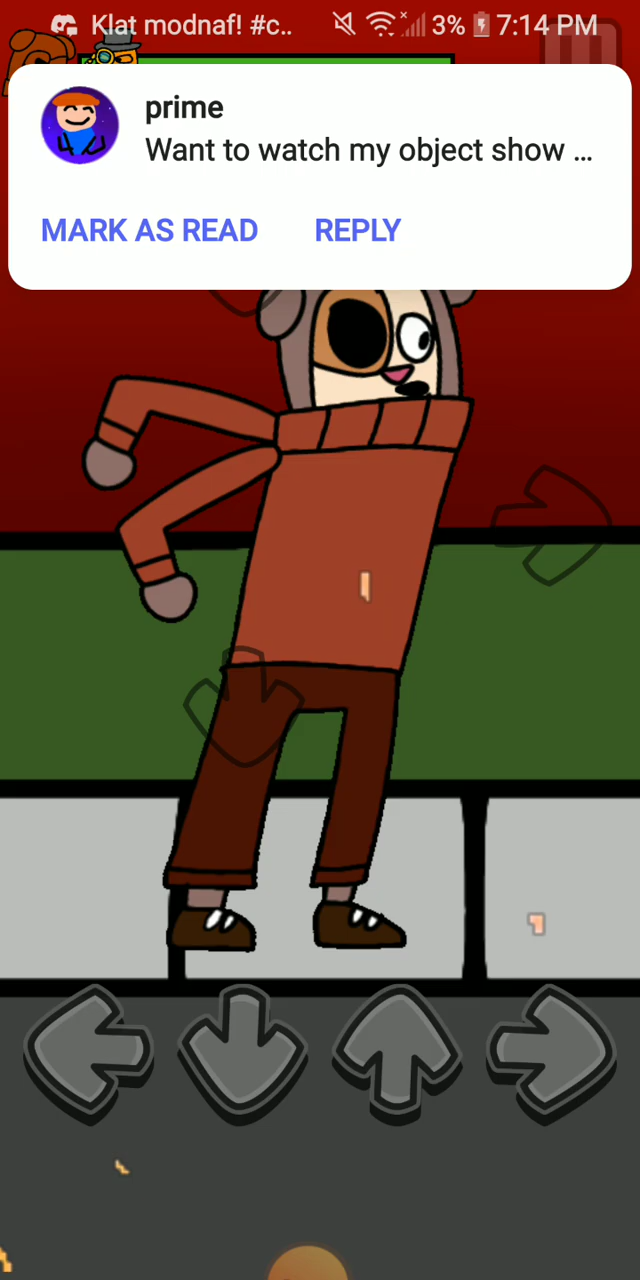 Klat modnaf! #c.. 3% 7:14 PM
prime
Want to watch my object show ...
MARK AS READ REPLY